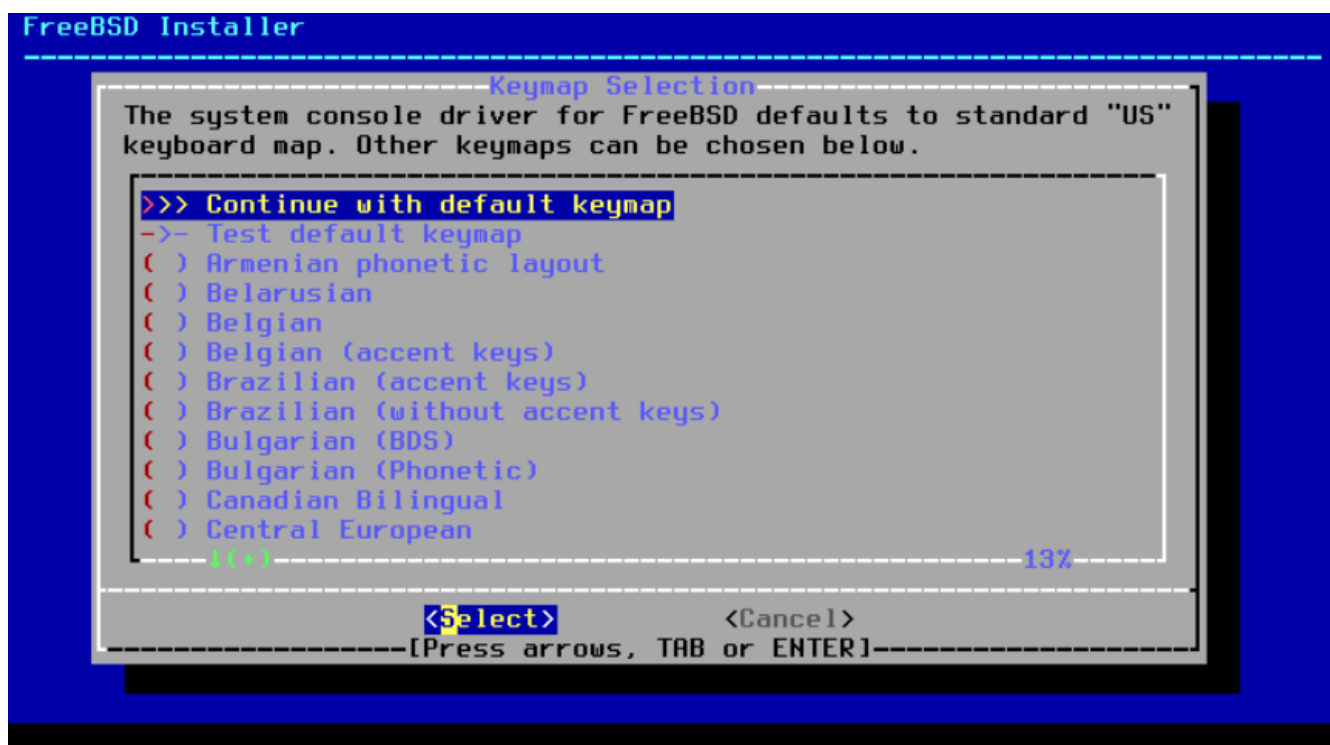 FreeBSD Installer
Keymap Selection
The system console driver for FreeBSD defaults to standard "US"
keyboard map. Other keymaps can be chosen below.
>>> Continue with default keymap
->- Test default keymap
( ) Armenian phonetic layout
( ) Belarusian
( ) Belgian
( ) Belgian (accent keys)
( ) Brazilian (accent keys)
( ) Brazilian (without accent keys)
( ) Bulgarian (BDS)
( ) Bulgarian (Phonetic)
( ) Canadian Bilingual
( ) Central European
↓(+) 13%
<Select> <Cancel>
[Press arrows, TAB or ENTER]